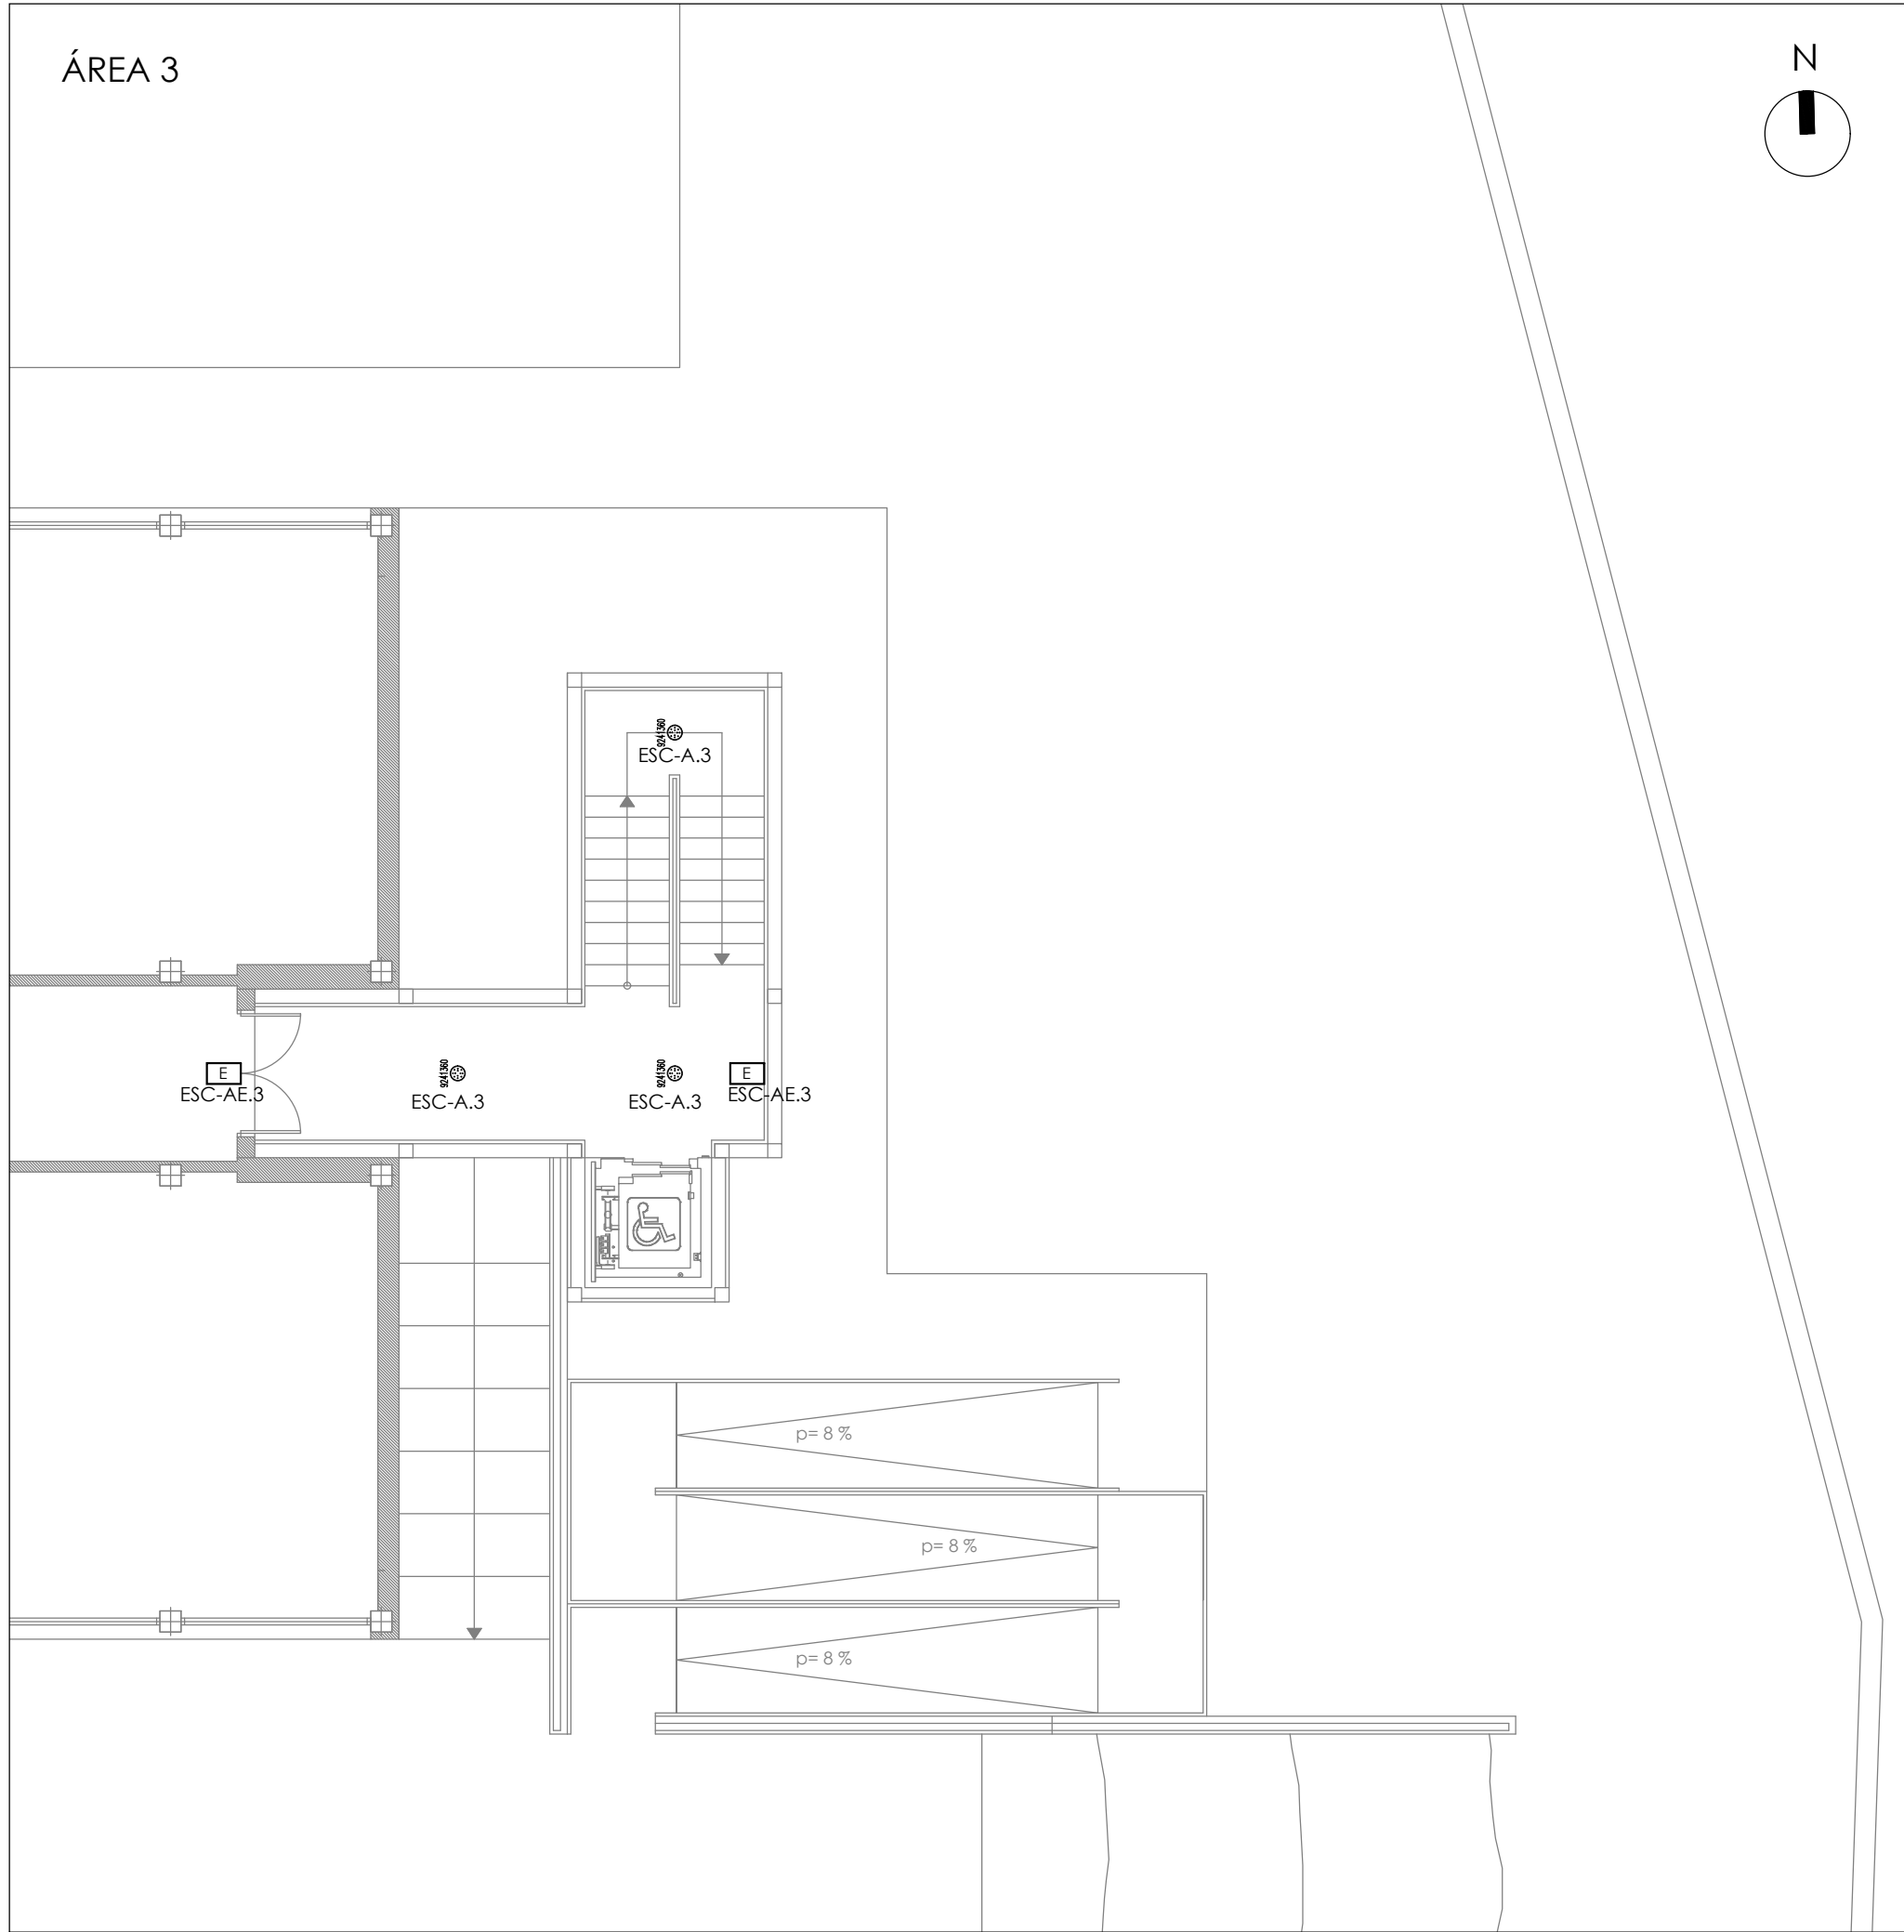 ÁREA 3
N
9241360
ESC-A.3
E
ESC-AE.3
9241360
ESC-A.3
9241360
ESC-A.3
E
ESC-AE.3
p= 8 %
p= 8 %
p= 8 %